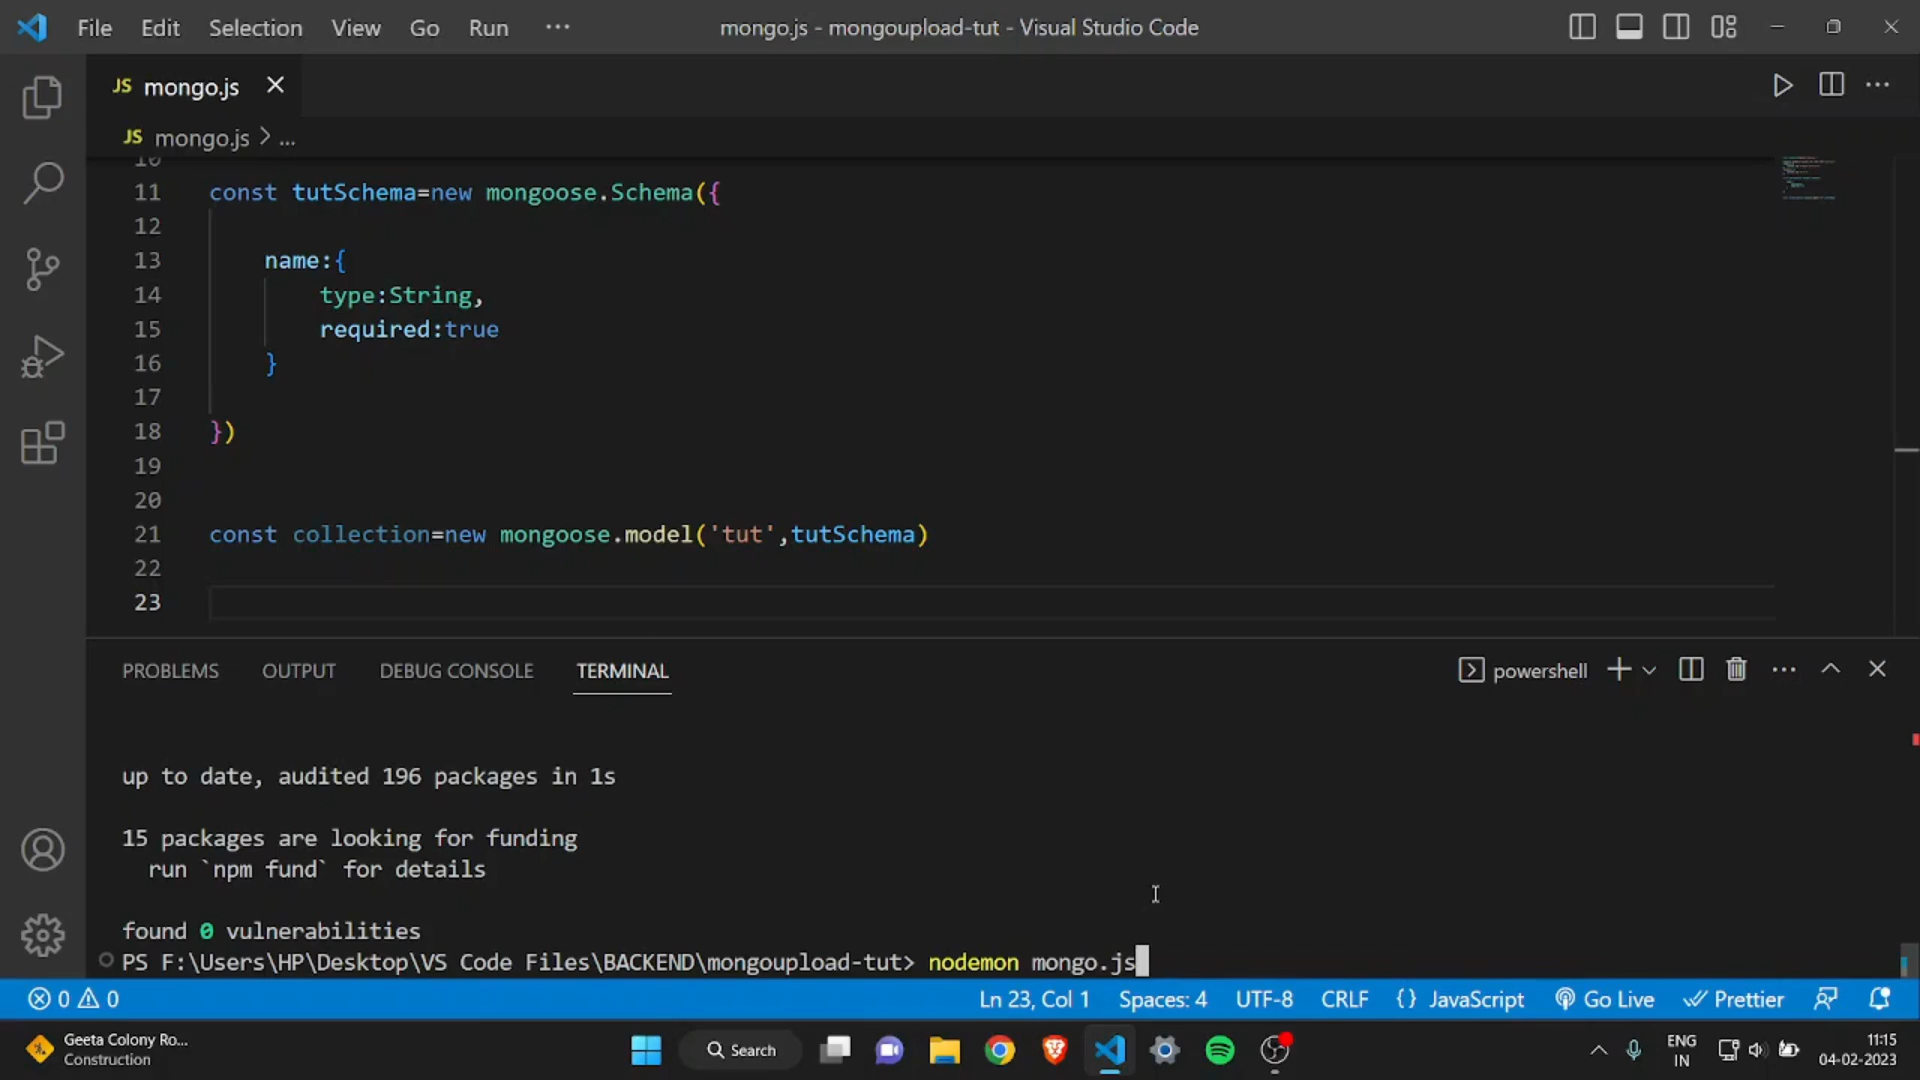 File Edit Selection View Go Run ··· mongo.js - mongoupload-tut - Visual Studio Code
JS mongo.js
JS mongo.js > ...
10
11 const tutSchema=new mongoose.Schema({
12
13 name:{
14 type:String,
15 required:true
16 }
17
18 })
19
20
21 const collection=new mongoose.model('tut',tutSchema)
22
23
PROBLEMS OUTPUT DEBUG CONSOLE TERMINAL powershell
up to date, audited 196 packages in 1s
15 packages are looking for funding
run `npm fund` for details
found 0 vulnerabilities
PS F:\Users\HP\Desktop\VS Code Files\BACKEND\mongoupload-tut> nodemon mongo.js
0 0 Ln 23, Col 1 Spaces: 4 UTF-8 CRLF {} JavaScript Go Live Prettier
Geeta Colony Ro...
Construction
Search
ENG
IN
11:15
04-02-2023